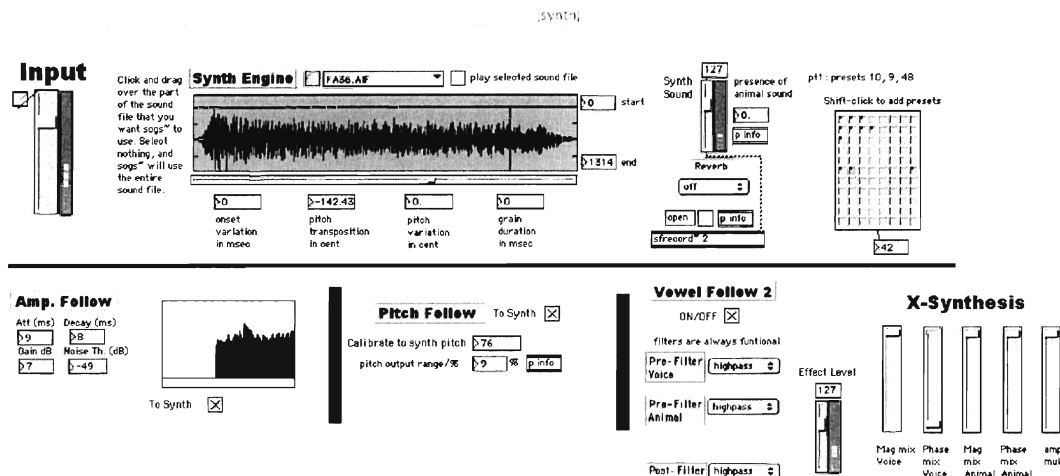 [synth]
Input
Click and drag
over the part
of the sound
file that you
want sogs~ to
use. Select
nothing, and
sogs~ will use
the entire
sound file.
Synth Engine
FA36.AIF
play selected sound file
0 start
1314 end
0
onset
variation
in msec
-142.43
pitch
transposition
in cent
0.
pitch
variation
in cent
0
grain
duration
in msec
Synth
Sound
127
presence of
animal sound
0.
p info
Reverb
off
open
p info
sfrecord~ 2
pt1: presets 10, 9, 48
Shift-click to add presets
42
Amp. Follow
Att (ms) Decay (ms)
9 8
Gain dB Noise Th. (dB)
7 -49
To Synth
Pitch Follow
To Synth
Calibrate to synth pitch 76
pitch output range/% 9 % p info
Vowel Follow 2
ON/OFF
filters are always funtional
Pre-Filter
Voice
highpass
Pre-Filter
Animal
highpass
Post-Filter highpass
Effect Level
127
X-Synthesis
Mag mix
Voice
Phase
mix
Voice
Mag
mix
Animal
Phase
mix
Animal
amp
mul